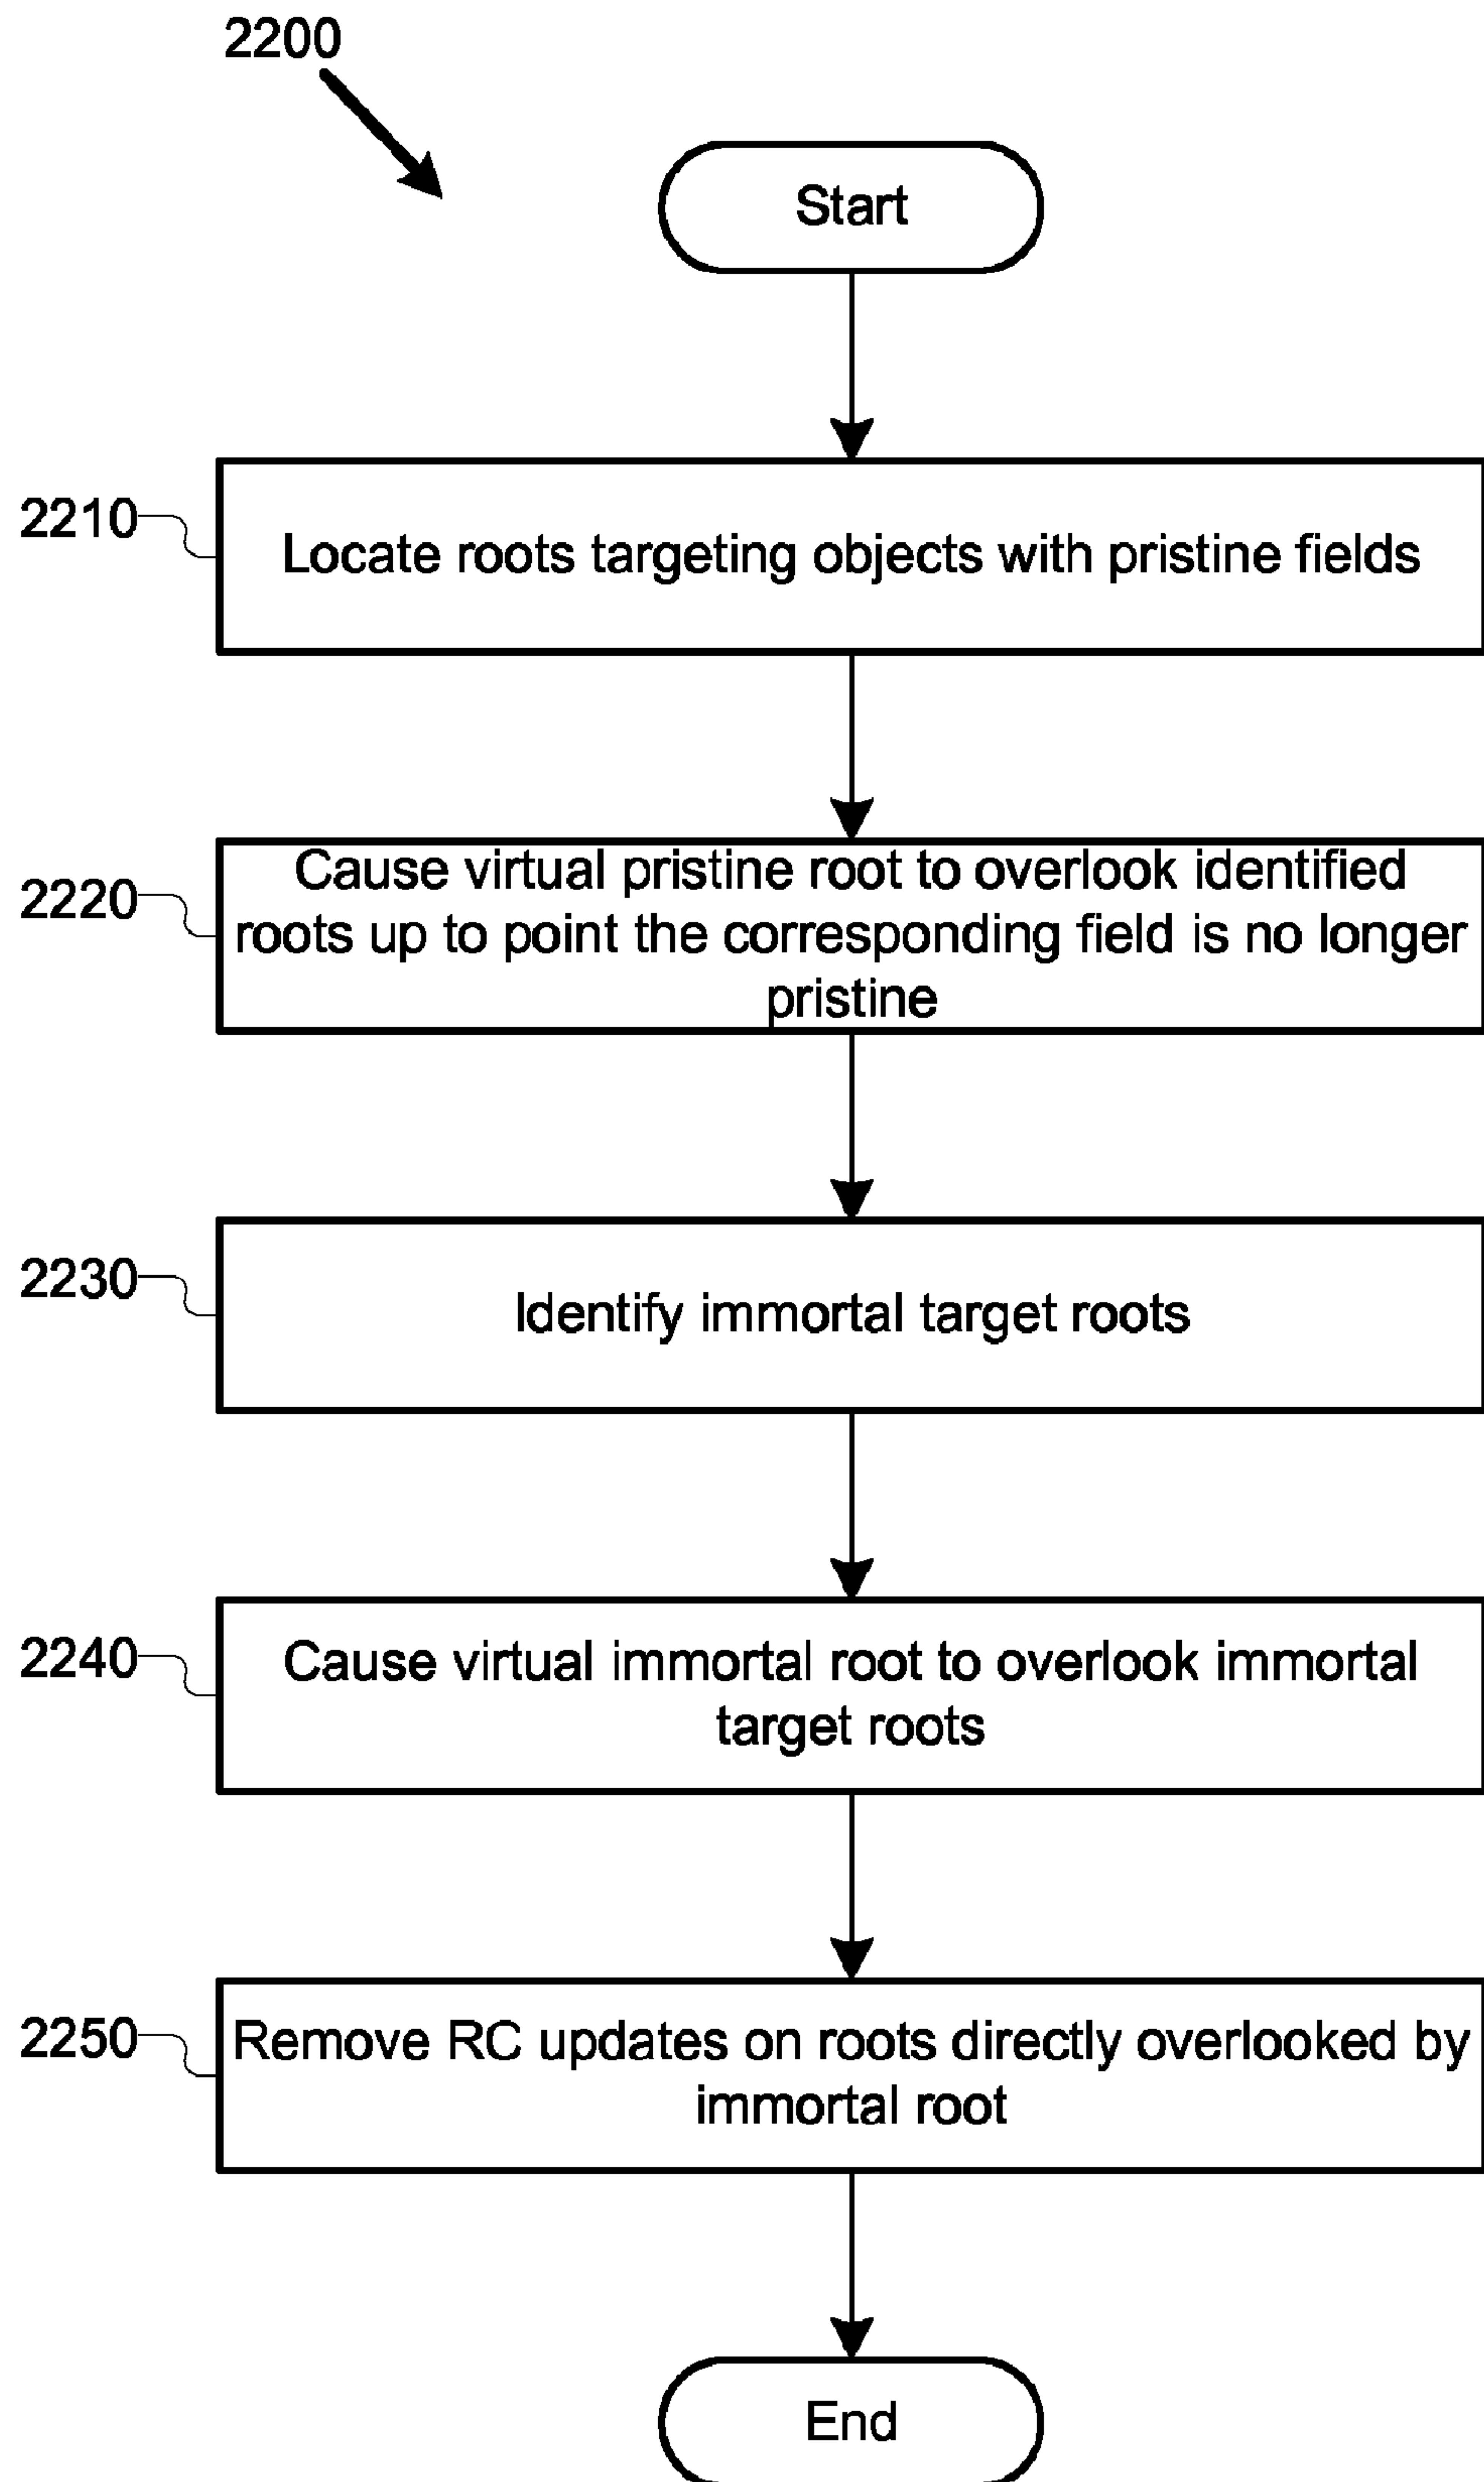 2200
Start
2210
Locate roots targeting objects with pristine fields
2220
Cause virtual pristine root to overlook identified
roots up to point the corresponding field is no longer
pristine
2230
Identify immortal target roots
2240
Cause virtual immortal root to overlook immortal
target roots
2250
Remove RC updates on roots directly overlooked by
immortal root
End